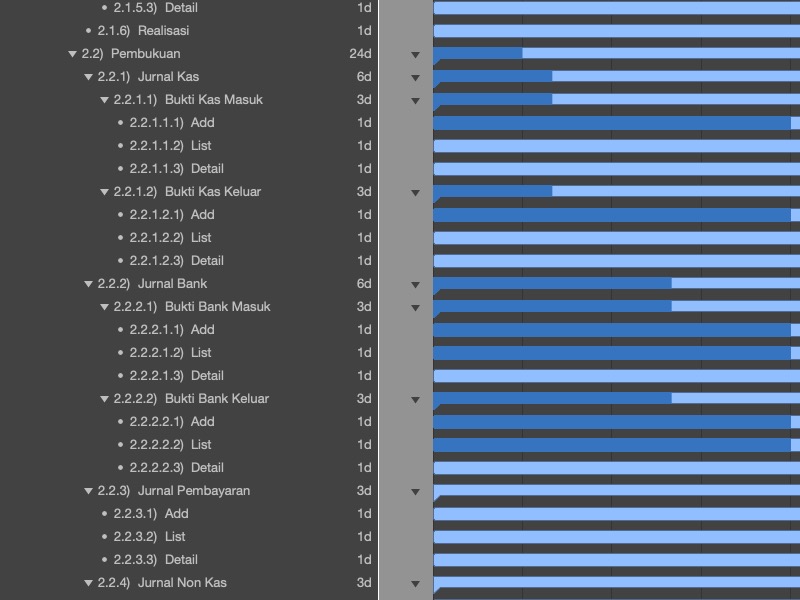 2.1.5.3) Detail 1d
2.1.6) Realisasi 1d
2.2) Pembukuan 24d
2.2.1) Jurnal Kas 6d
2.2.1.1) Bukti Kas Masuk 3d
2.2.1.1.1) Add 1d
2.2.1.1.2) List 1d
2.2.1.1.3) Detail 1d
2.2.1.2) Bukti Kas Keluar 3d
2.2.1.2.1) Add 1d
2.2.1.2.2) List 1d
2.2.1.2.3) Detail 1d
2.2.2) Jurnal Bank 6d
2.2.2.1) Bukti Bank Masuk 3d
2.2.2.1.1) Add 1d
2.2.2.1.2) List 1d
2.2.2.1.3) Detail 1d
2.2.2.2) Bukti Bank Keluar 3d
2.2.2.2.1) Add 1d
2.2.2.2.2) List 1d
2.2.2.2.3) Detail 1d
2.2.3) Jurnal Pembayaran 3d
2.2.3.1) Add 1d
2.2.3.2) List 1d
2.2.3.3) Detail 1d
2.2.4) Jurnal Non Kas 3d